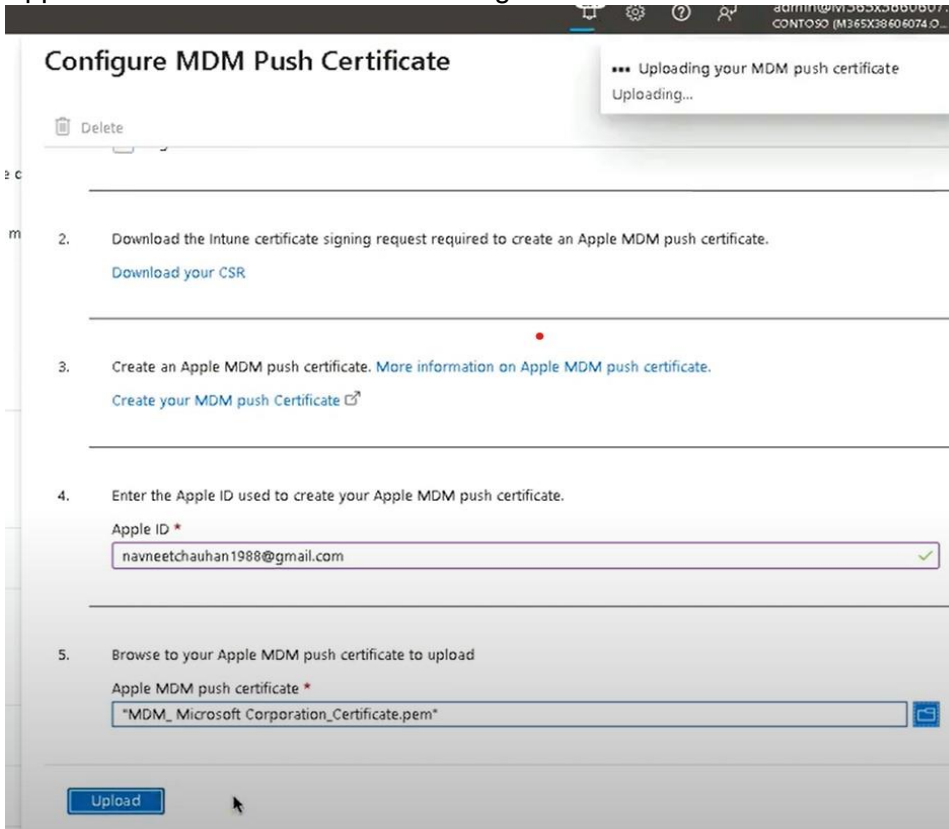 admin@M365x3860607.
CONTOSO (M365X38606074.O...
Configure MDM Push Certificate
Uploading your MDM push certificate
Uploading...
Delete
m
2. Download the Intune certificate signing request required to create an Apple MDM push certificate.
Download your CSR
3. Create an Apple MDM push certificate. More information on Apple MDM push certificate.
Create your MDM push Certificate
4. Enter the Apple ID used to create your Apple MDM push certificate.
Apple ID *
navneetchauhan1988@gmail.com
5. Browse to your Apple MDM push certificate to upload
Apple MDM push certificate *
"MDM_ Microsoft Corporation_Certificate.pem"
Upload